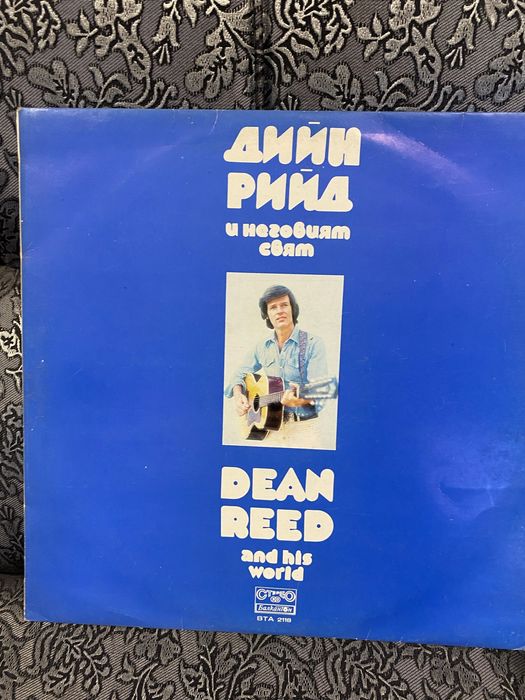 ДИЙН
РИЙД
и неговият
свят
DEAN
REED
and his
world
СТЕРЕО
Балкантон
ВТА 2118